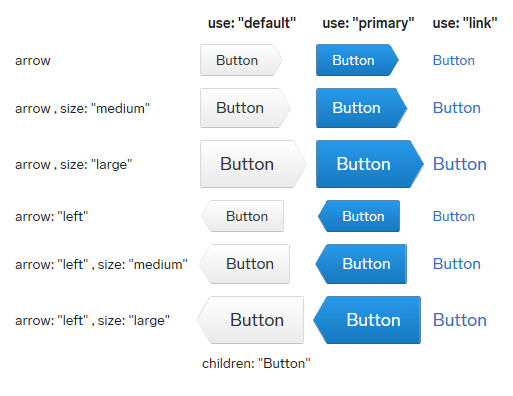 use: "default" use: "primary" use: "link"
arrow Button Button Button
arrow , size: "medium" Button Button Button
arrow , size: "large" Button Button Button
arrow: "left" Button Button Button
arrow: "left" , size: "medium" Button Button Button
arrow: "left" , size: "large" Button Button Button
children: "Button"